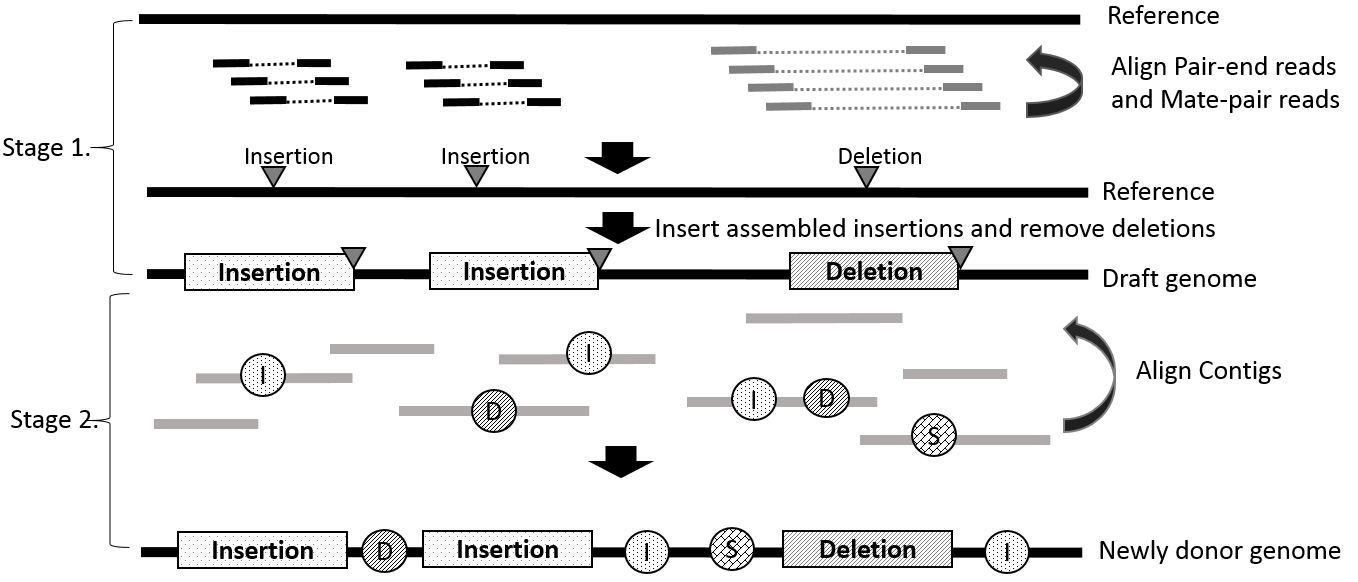 Reference
Align Pair-end reads
and Mate-pair reads
Stage 1.
Insertion Insertion Deletion
Reference
Insert assembled insertions and remove deletions
Insertion Insertion Deletion
Draft genome
I
I
D
I D
S
Align Contigs
Stage 2.
Insertion D Insertion I S Deletion I
Newly donor genome